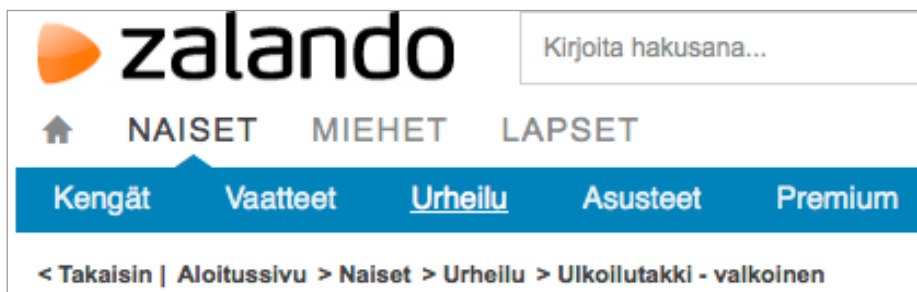 zalando
Kirjoita hakusana...
NAISET MIEHET LAPSET
Kengät Vaatteet Urheilu Asusteet Premium
< Takaisin | Aloitussivu > Naiset > Urheilu > Ulkoilutakki - valkoinen